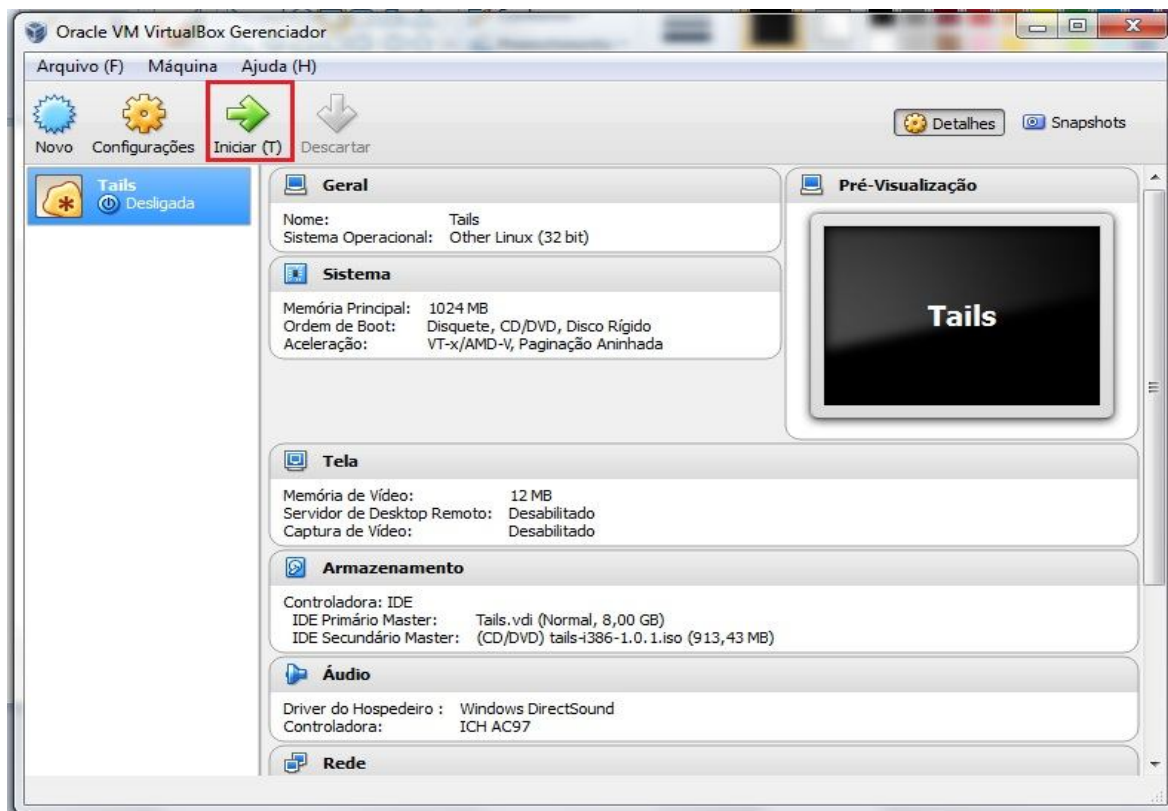 Oracle VM VirtualBox Gerenciador
Arquivo (F) Máquina Ajuda (H)
Novo Configurações Iniciar (T) Descartar Detalhes Snapshots
Tails
Desligada
Geral
Nome: Tails
Sistema Operacional: Other Linux (32 bit)
Sistema
Memória Principal: 1024 MB
Ordem de Boot: Disquete, CD/DVD, Disco Rígido
Aceleração: VT-x/AMD-V, Paginação Aninhada
Pré-Visualização
Tails
Tela
Memória de Vídeo: 12 MB
Servidor de Desktop Remoto: Desabilitado
Captura de Vídeo: Desabilitado
Armazenamento
Controladora: IDE
IDE Primário Master: Tails.vdi (Normal, 8,00 GB)
IDE Secundário Master: (CD/DVD) tails-i386-1.0.1.iso (913,43 MB)
Áudio
Driver do Hospedeiro : Windows DirectSound
Controladora: ICH AC97
Rede